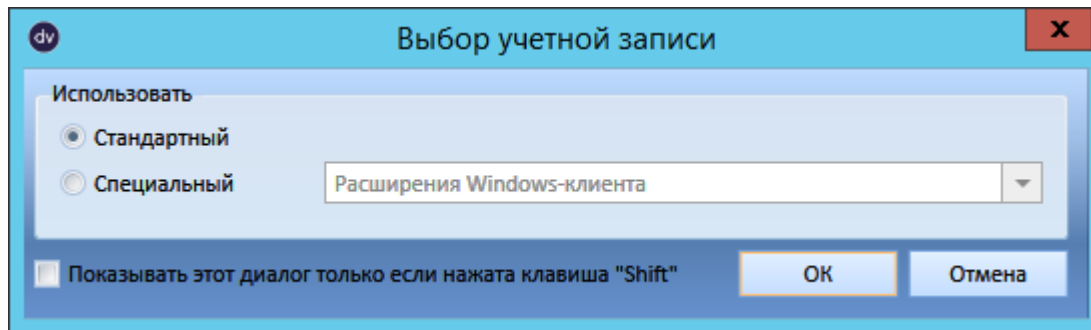 dv
Выбор учетной записи
x
Использовать
Стандартный
Специальный
Расширения Windows-клиента
Показывать этот диалог только если нажата клавиша "Shift"
ОК
Отмена